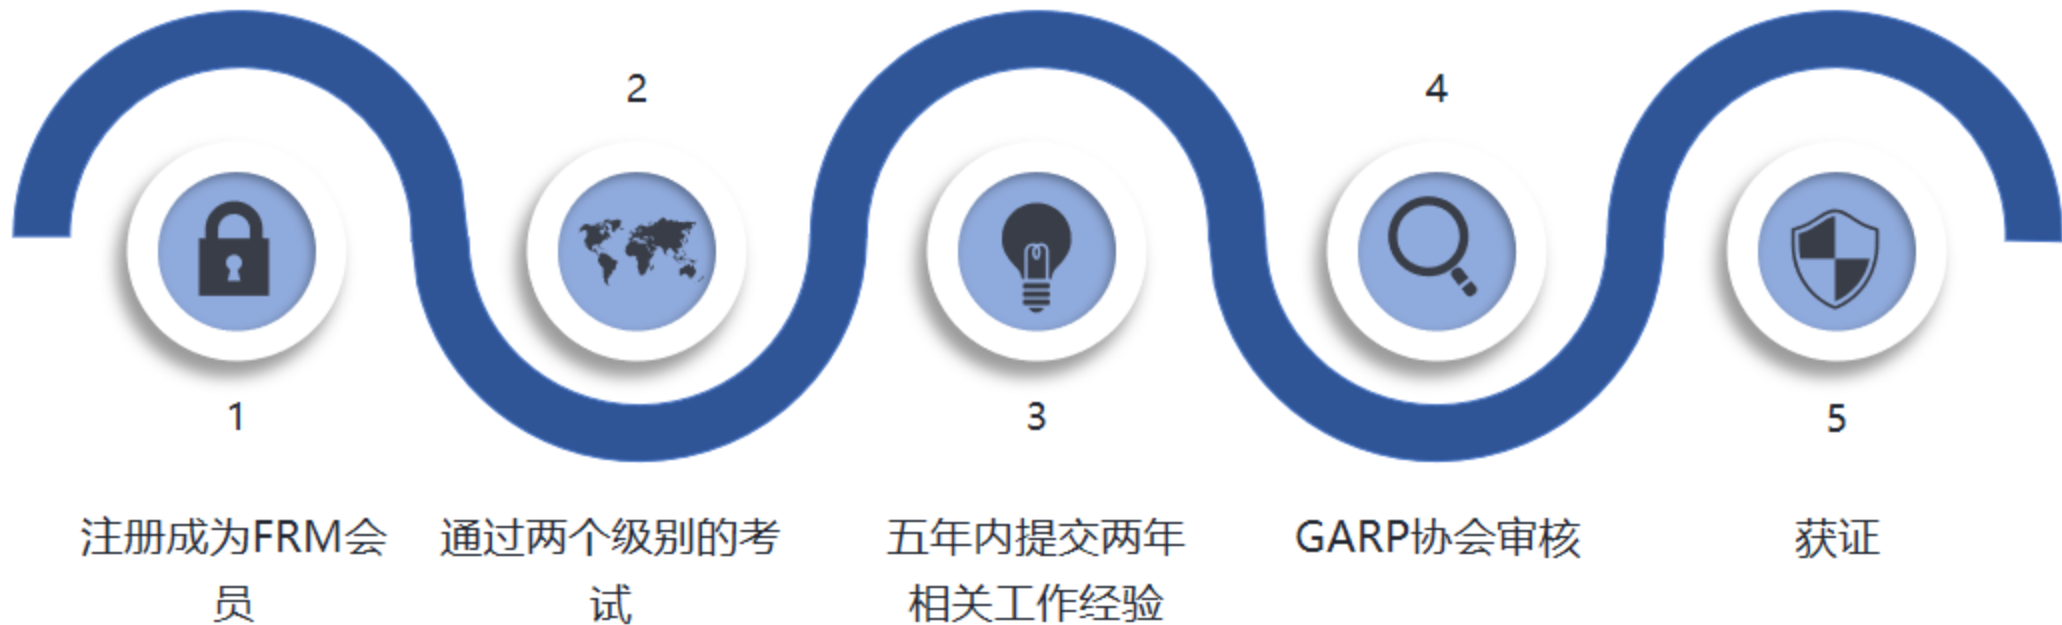 1
注册成为FRM会
员
2
通过两个级别的考
试
3
五年内提交两年
相关工作经验
4
GARP协会审核
5
获证